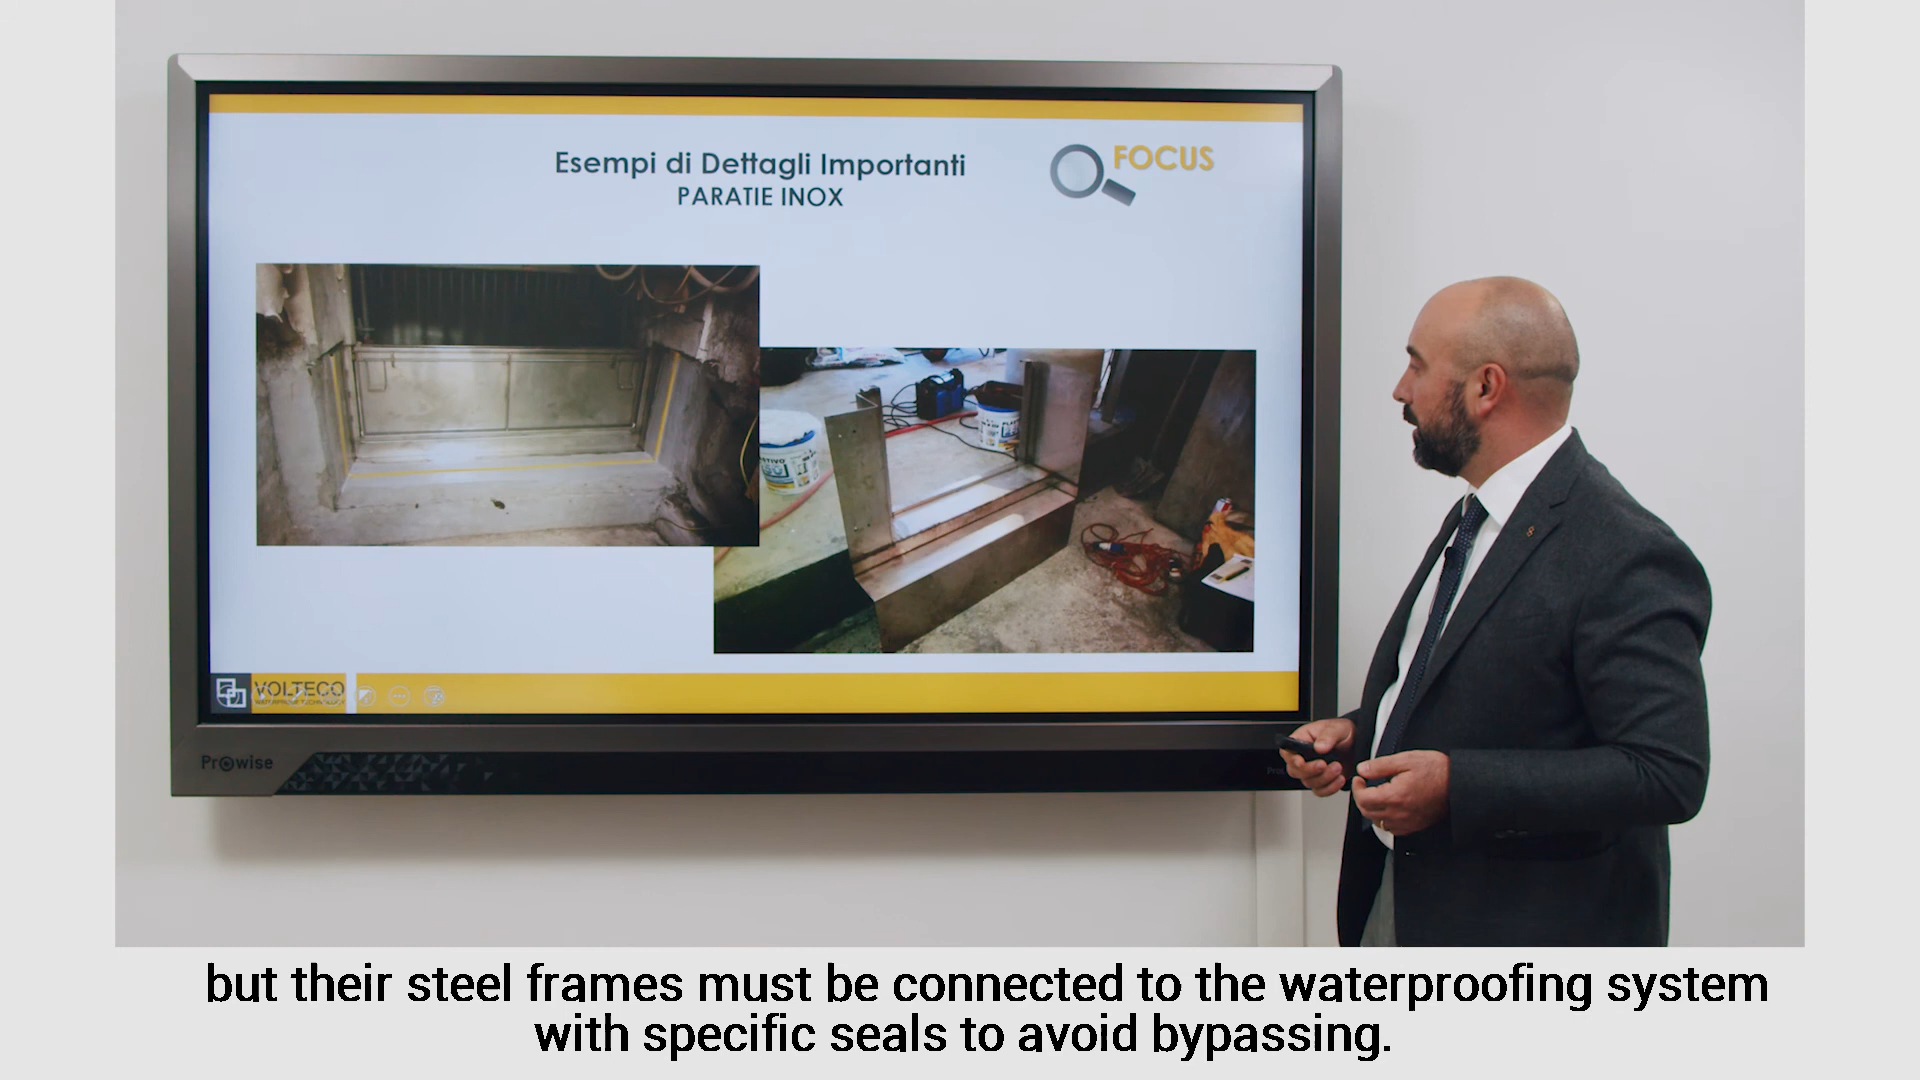 Esempi di Dettagli Importanti
PARATIE INOX
FOCUS
VOLTECO
Prowise
but their steel frames must be connected to the waterproofing system
with specific seals to avoid bypassing.